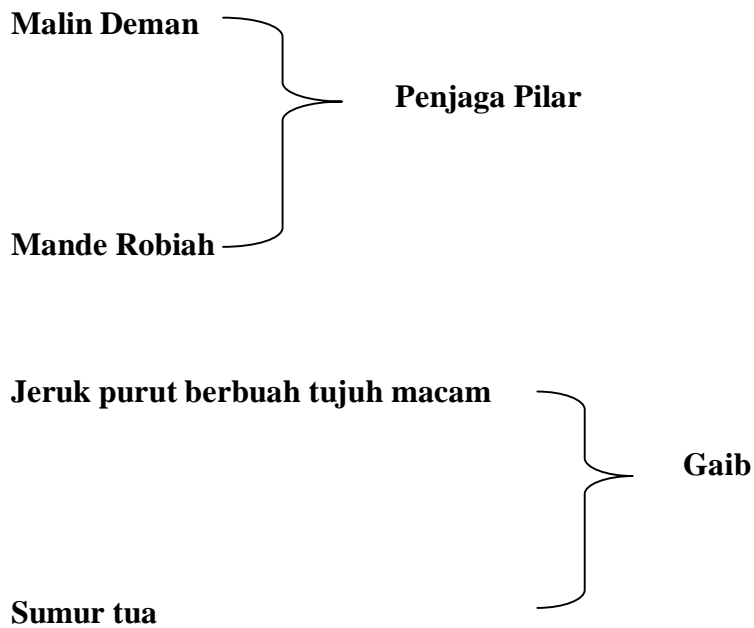 Malin Deman
Penjaga Pilar
Mande Robiah
Jeruk purut berbuah tujuh macam
Gaib
Sumur tua